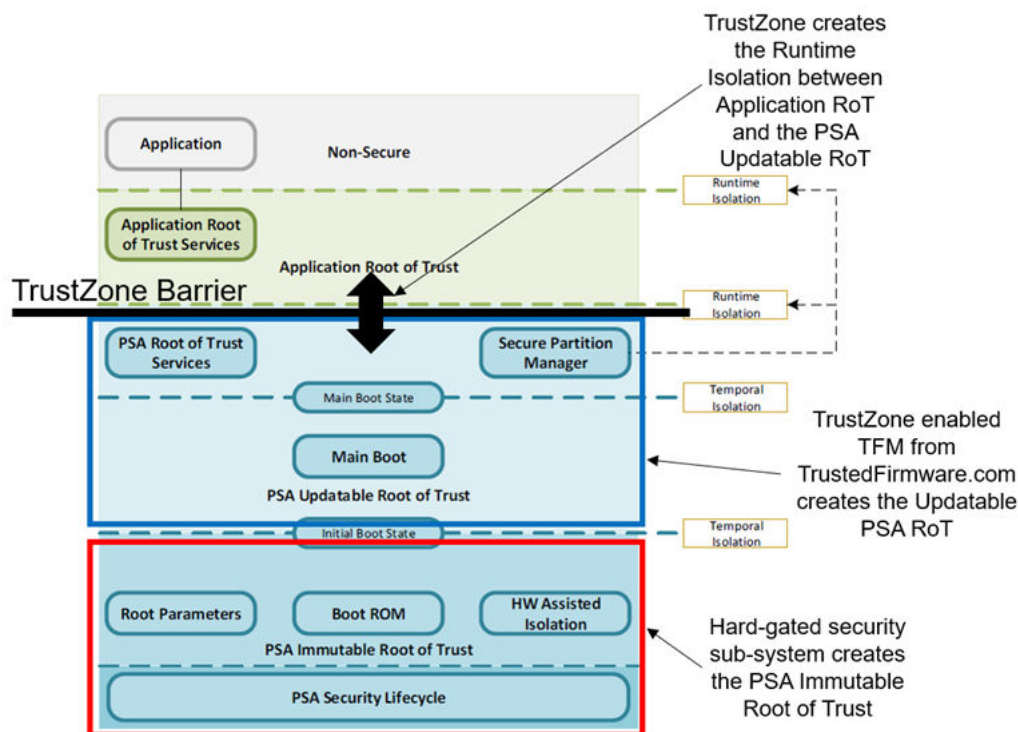 TrustZone creates
the Runtime
Isolation between
Application RoT
and the PSA
Updatable RoT
Application
Non-Secure
Runtime
Isolation
Application Root
of Trust Services
Application Root of Trust
TrustZone Barrier
Runtime
Isolation
PSA Root of Trust
Services
Secure Partition
Manager
Main Boot State
Temporal
Isolation
Main Boot
PSA Updatable Root of Trust
TrustZone enabled
TFM from
TrustedFirmware.com
creates the Updatable
PSA RoT
Initial Boot State
Temporal
Isolation
Root Parameters
Boot ROM
HW Assisted
Isolation
PSA Immutable Root of Trust
Hard-gated security
sub-system creates
the PSA Immutable
Root of Trust
PSA Security Lifecycle